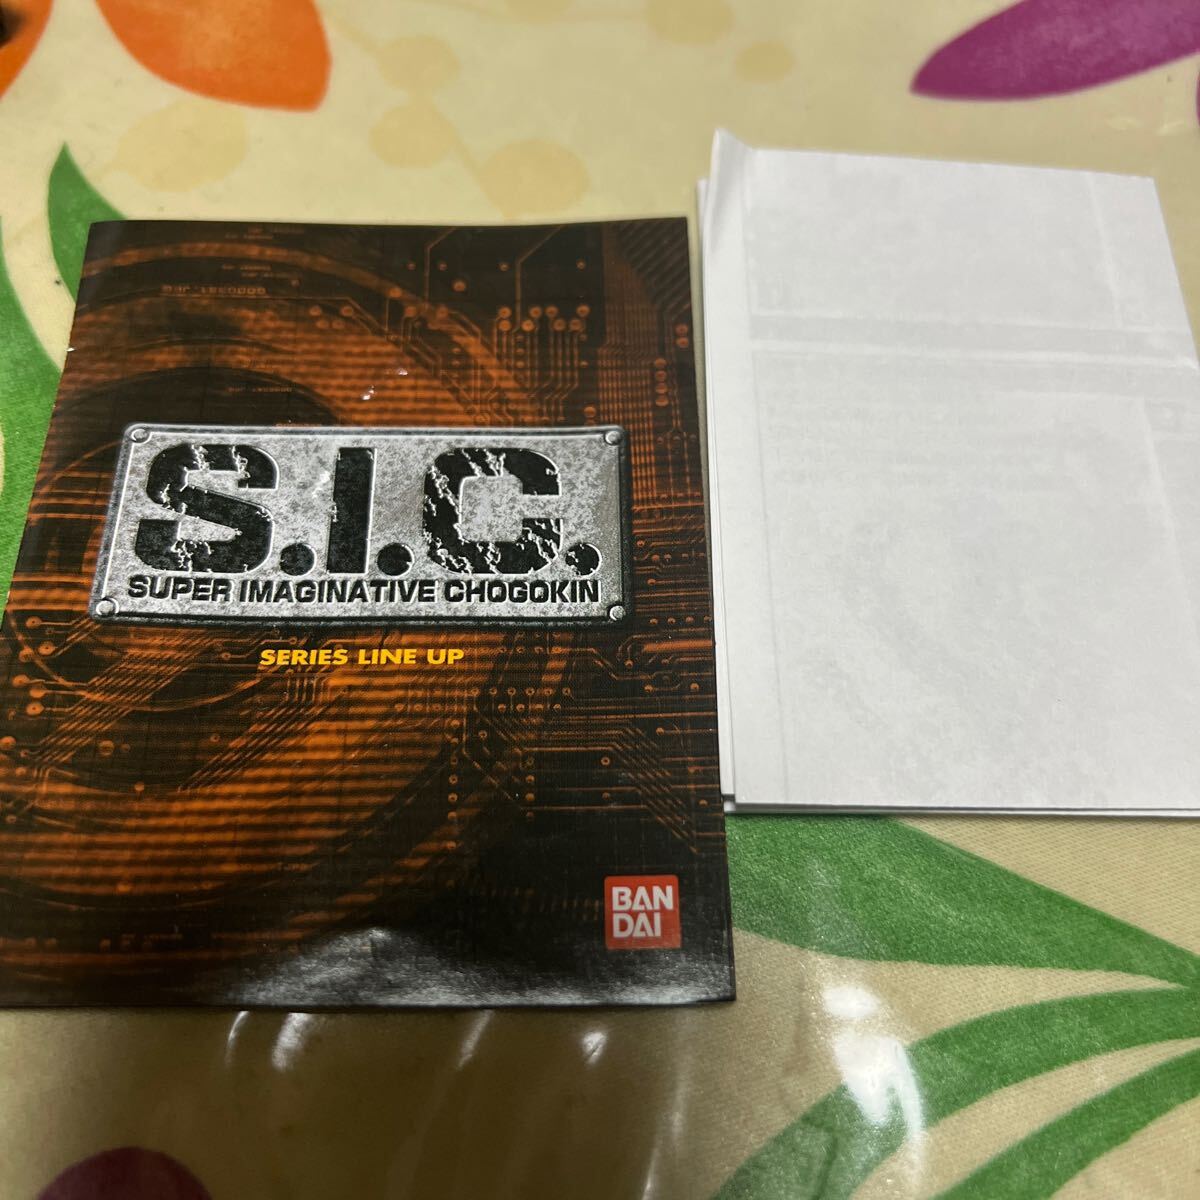 S.I.C.
SUPER IMAGINATIVE CHOGOKIN
SERIES LINE UP
BAN
DAI